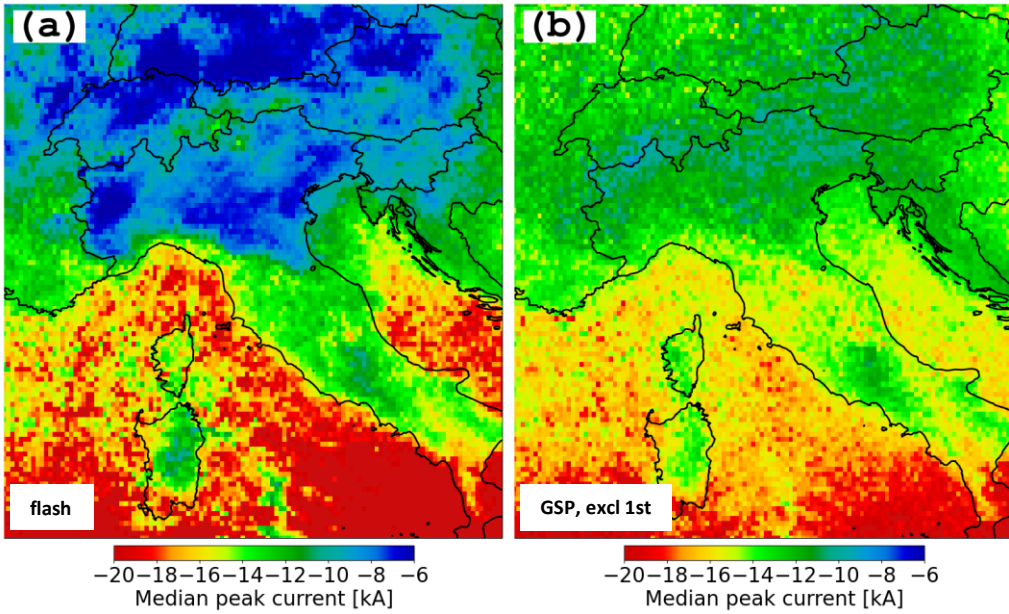 (a)
flash
−20 −18 −16 −14 −12 −10 −8 −6
Median peak current [kA]
(b)
GSP, excl 1st
−20 −18 −16 −14 −12 −10 −8 −6
Median peak current [kA]